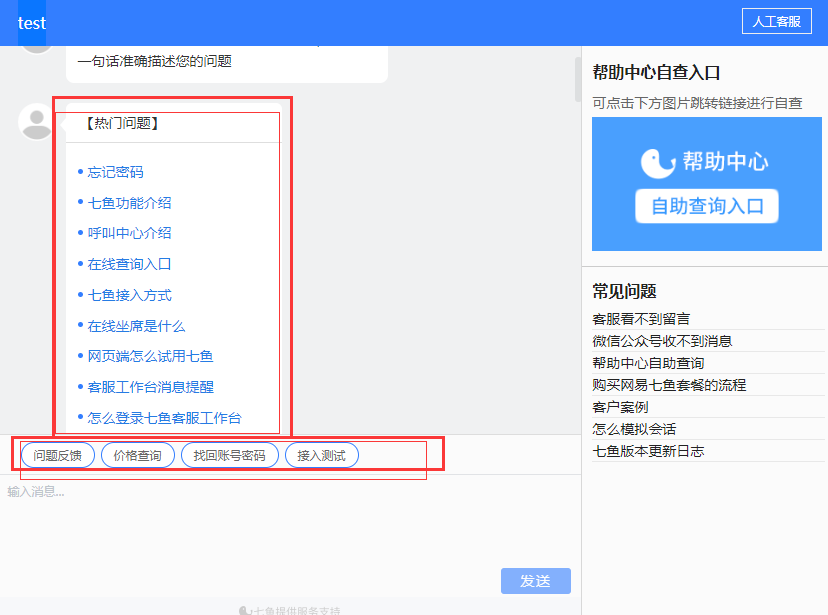 test
人工客服
一句话准确描述您的问题
【热门问题】
忘记密码
七鱼功能介绍
呼叫中心介绍
在线查询入口
七鱼接入方式
在线坐席是什么
网页端怎么试用七鱼
客服工作台消息提醒
怎么登录七鱼客服工作台
问题反馈
价格查询
找回账号密码
接入测试
输入消息...
发送
七鱼提供服务支持
帮助中心自查入口
可点击下方图片跳转链接进行自查
帮助中心
自助查询入口
常见问题
客服看不到留言
微信公众号收不到消息
帮助中心自助查询
购买网易七鱼套餐的流程
客户案例
怎么模拟会话
七鱼版本更新日志